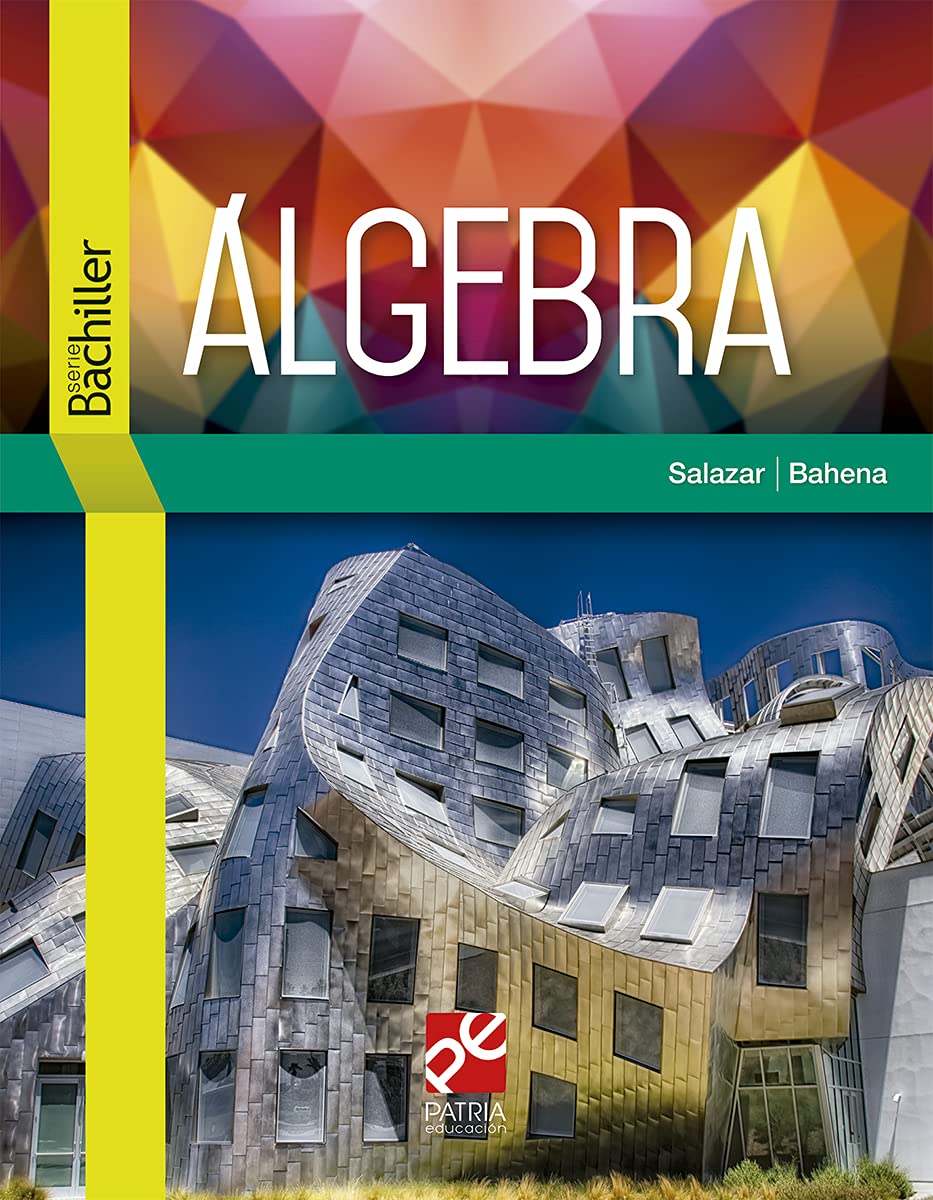 ÁLGEBRA
serie
Bachiller
Salazar | Bahena
pe
PATRIA
educación